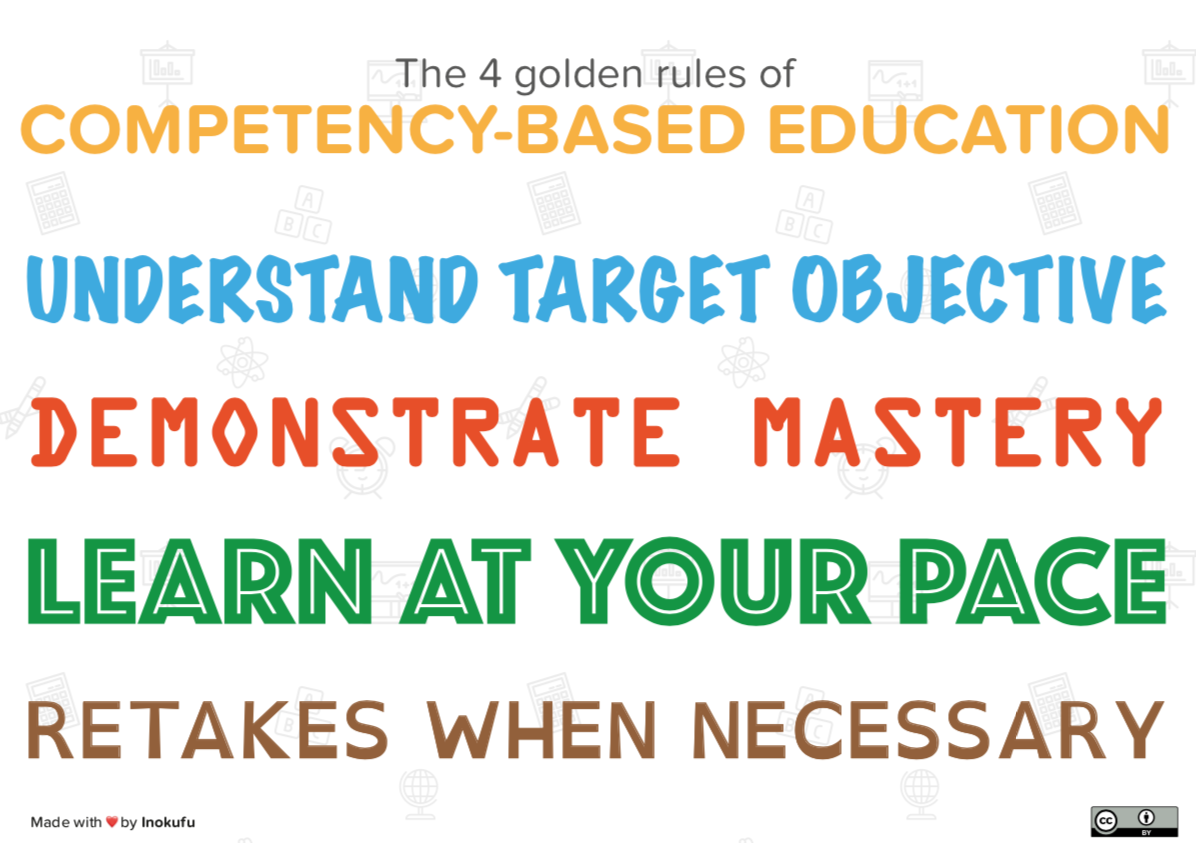 The 4 golden rules of
COMPETENCY-BASED EDUCATION
UNDERSTAND TARGET OBJECTIVE
DEMONSTRATE MASTERY
LEARN AT YOUR PACE
RETAKES WHEN NECESSARY
Made with ❤ by Inokufu
cc
BY